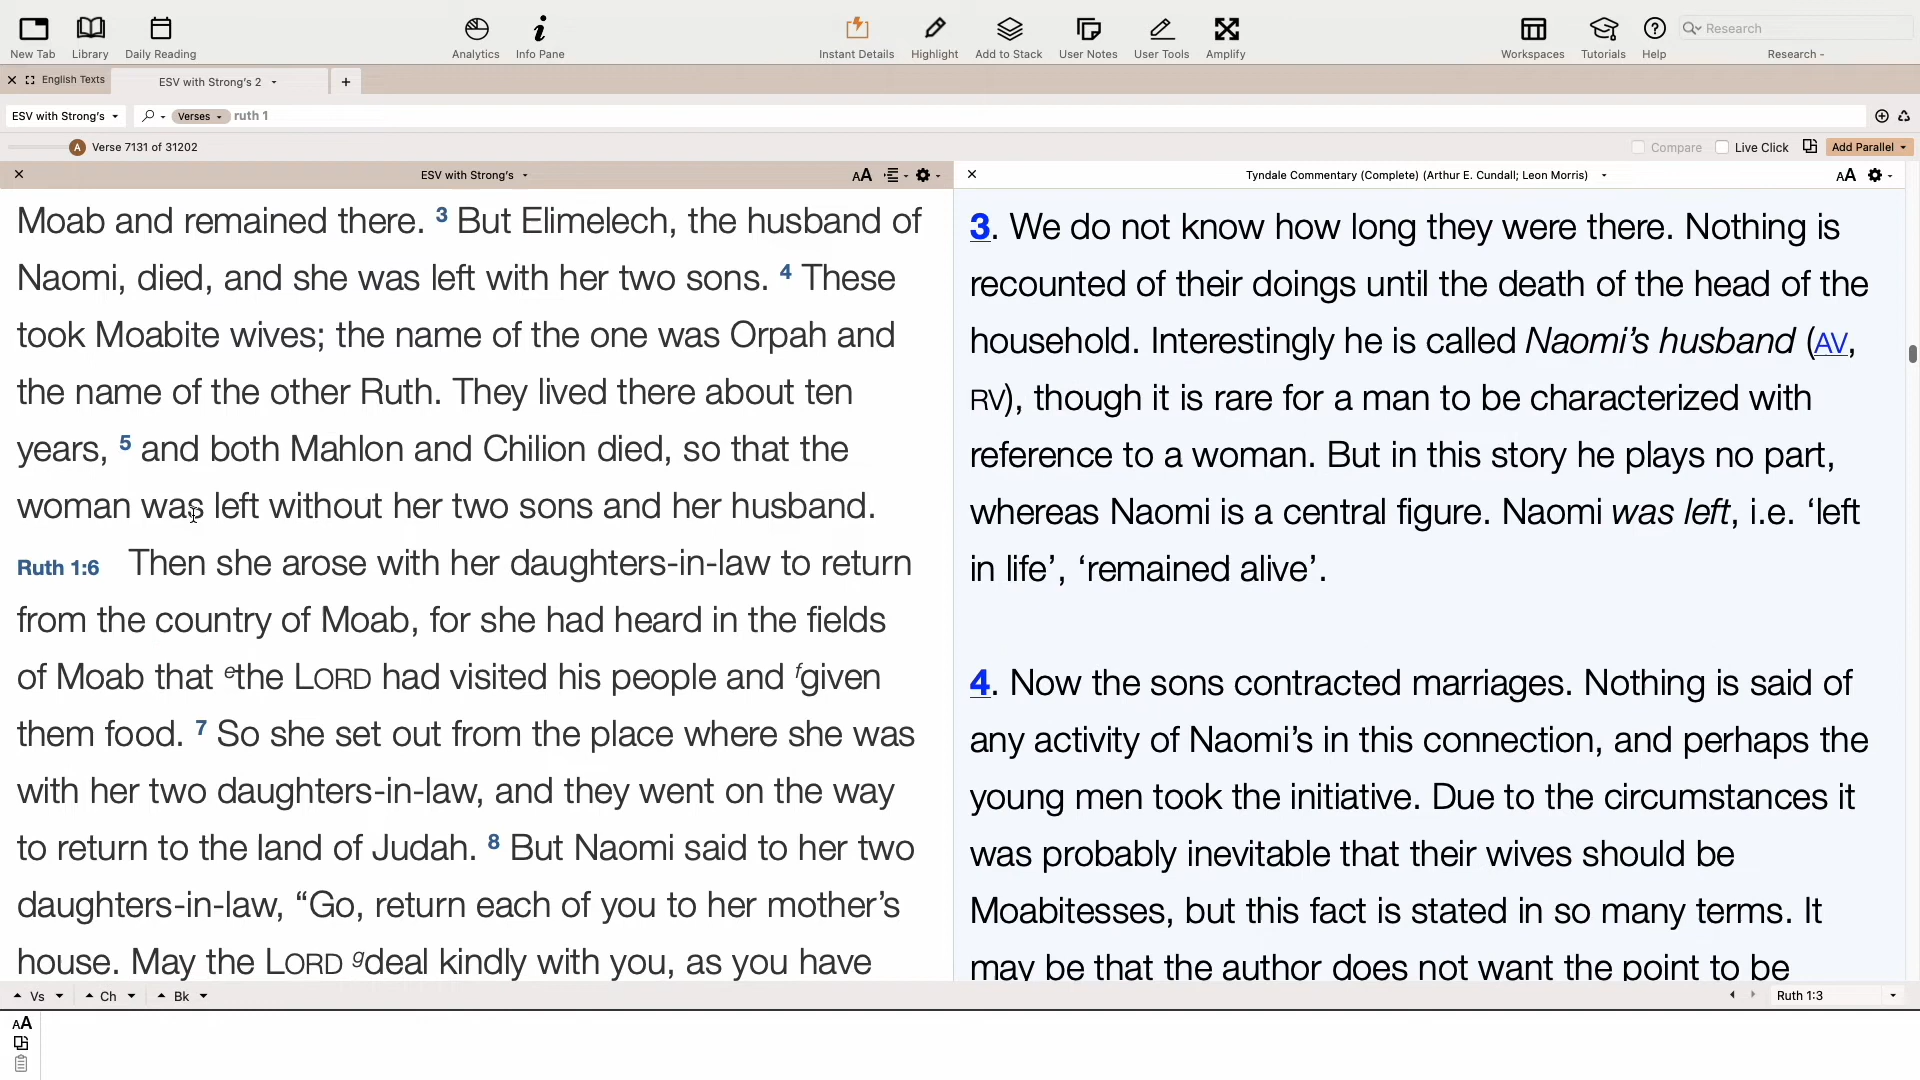 New Tab Library Daily Reading Analytics Info Pane Instant Details Highlight Add to Stack User Notes User Tools Amplify Workspaces Tutorials Help Research
Research -
English Texts ESV with Strong's 2 +
ESV with Strong's Verses ruth 1
A Verse 7131 of 31202 Compare Live Click Add Parallel
ESV with Strong's AA
Moab and remained there. 3 But Elimelech, the husband of
Naomi, died, and she was left with her two sons. 4 These
took Moabite wives; the name of the one was Orpah and
the name of the other Ruth. They lived there about ten
years, 5 and both Mahlon and Chilion died, so that the
woman was left without her two sons and her husband.
Ruth 1:6 Then she arose with her daughters-in-law to return
from the country of Moab, for she had heard in the fields
of Moab that e the LORD had visited his people and f given
them food. 7 So she set out from the place where she was
with her two daughters-in-law, and they went on the way
to return to the land of Judah. 8 But Naomi said to her two
daughters-in-law, “Go, return each of you to her mother’s
house. May the LORD g deal kindly with you, as you have
Tyndale Commentary (Complete) (Arthur E. Cundall; Leon Morris) AA
3. We do not know how long they were there. Nothing is
recounted of their doings until the death of the head of the
household. Interestingly he is called Naomi’s husband (AV,
RV), though it is rare for a man to be characterized with
reference to a woman. But in this story he plays no part,
whereas Naomi is a central figure. Naomi was left, i.e. ‘left
in life’, ‘remained alive’.
4. Now the sons contracted marriages. Nothing is said of
any activity of Naomi’s in this connection, and perhaps the
young men took the initiative. Due to the circumstances it
was probably inevitable that their wives should be
Moabitesses, but this fact is stated in so many terms. It
may be that the author does not want the point to be
Vs Ch Bk Ruth 1:3
AA